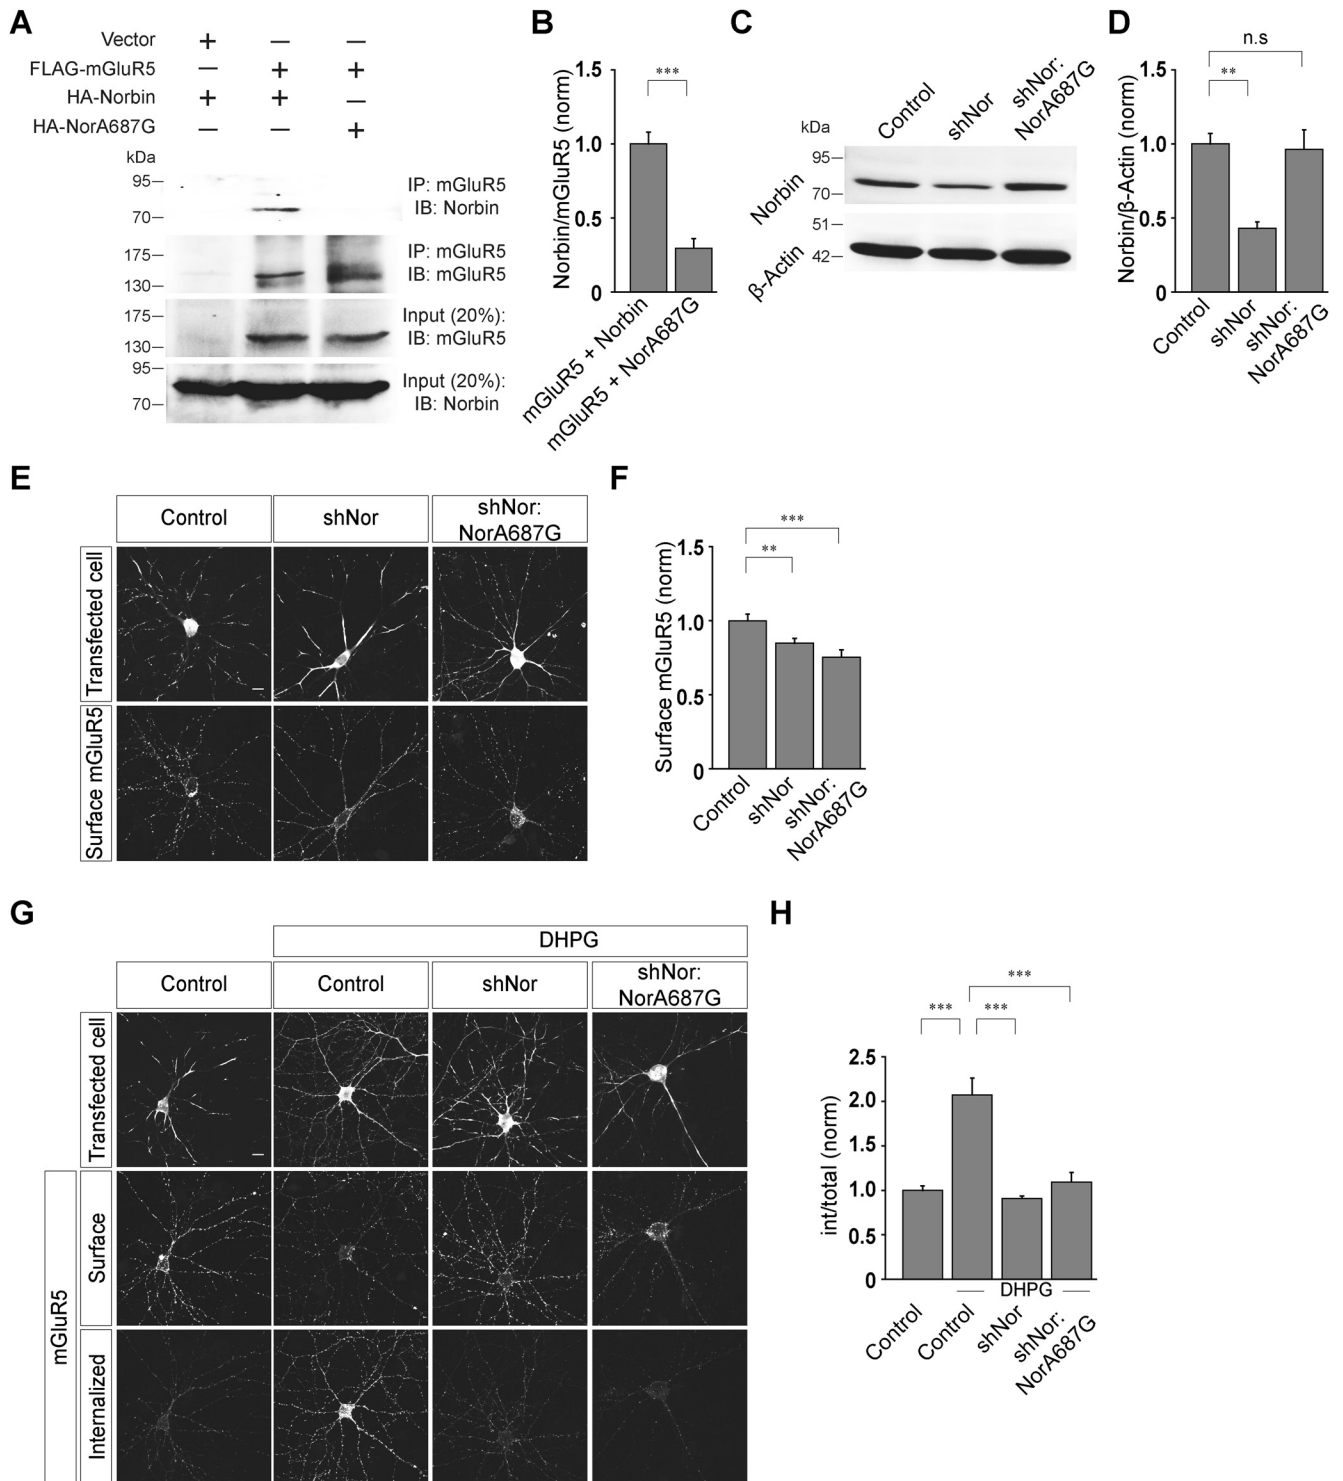 A
Vector + — —
FLAG-mGluR5 — + +
HA-Norbin + + —
HA-NorA687G — — +
kDa
95
70
IP: mGluR5
IB: Norbin
175
130
IP: mGluR5
IB: mGluR5
175
130
Input (20%):
IB: mGluR5
95
70
Input (20%):
IB: Norbin
B
Norbin/mGluR5 (norm)
1.5
1.0
0.5
0
***
mGluR5 + Norbin
mGluR5 + NorA687G
C
Control
shNor
shNor:
NorA687G
kDa
95
70
51
42
Norbin
β-Actin
D
Norbin/β-Actin (norm)
1.5
1.0
0.5
0
n.s
**
Control
shNor
shNor:
NorA687G
E
Control
shNor
shNor:
NorA687G
Transfected cell
Surface mGluR5
F
Surface mGluR5 (norm)
1.5
1.0
0.5
0
***
**
Control
shNor
shNor:
NorA687G
G
DHPG
Control
Control
shNor
shNor:
NorA687G
Transfected cell
mGluR5
Surface
Internalized
H
int/total (norm)
2.5
2.0
1.5
1.0
0.5
0
***
*** ***
DHPG
Control
Control
shNor
shNor:
NorA687G